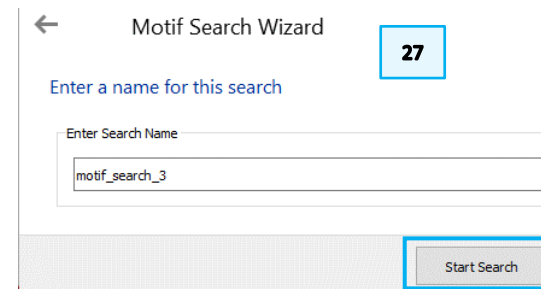 Motif Search Wizard
27
Enter a name for this search
Enter Search Name
motif_search_3
Start Search